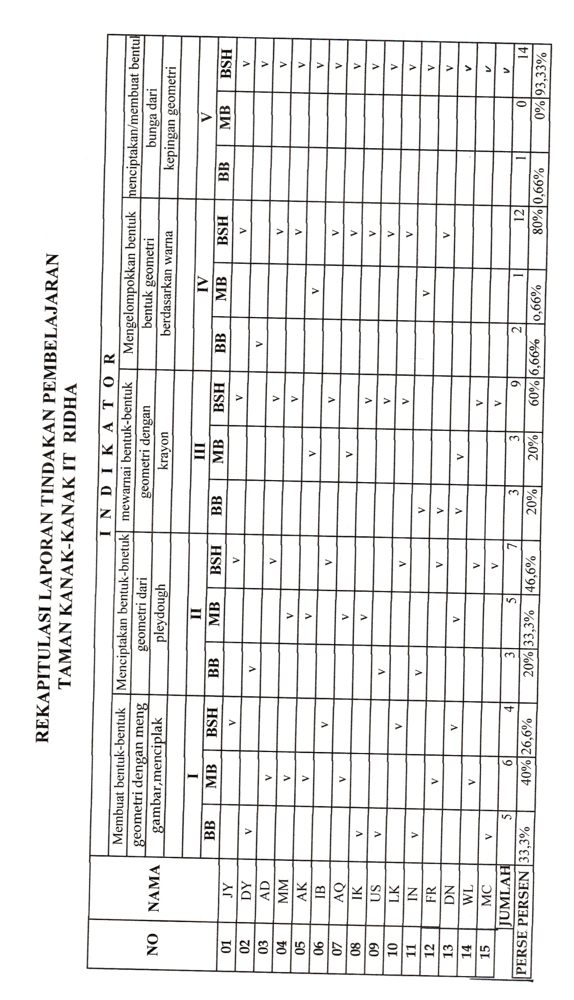 REKAPITULASI LAPORAN TINDAKAN PEMBELAJARAN
TAMAN KANAK-KANAK IT RIDHA
NO NAMA I N D I K A T O R
Membuat bentuk-bentuk Menciptakan bentuk-bnetuk mewarnai bentuk-bentuk Mengelompokkan bentuk menciptakan/membuat bentuk
geometri dengan meng geometri dari geometri dengan bentuk geometri bunga dari
gambar,menciplak pleydough krayon berdasarkan warna kepingan geometri
I II III IV V
BB MB BSH BB MB BSH BB MB BSH BB MB BSH BB MB BSH
01 JY v v v v v
02 DY v v v v
03 AD v v v v v
04 MM v v v v v
05 AK v v v v v
06 IB v v v v v
07 AQ v v v v v
08 IK v v v v v
09 US v v v v v
10 LK v v v v v
11 IN v v v v v
12 FR v v v v v
13 DN v v v v v
14 WL v v v v
15 MC v v v v
JUMLAH 5 6 4 3 5 7 3 3 9 2 1 12 1 0 14
PERSE PERSEN 33,3% 40% 26,6% 20% 33,3% 46,6% 20% 20% 60% 6,66% o,66% 80% 0,66% 0% 93,33%